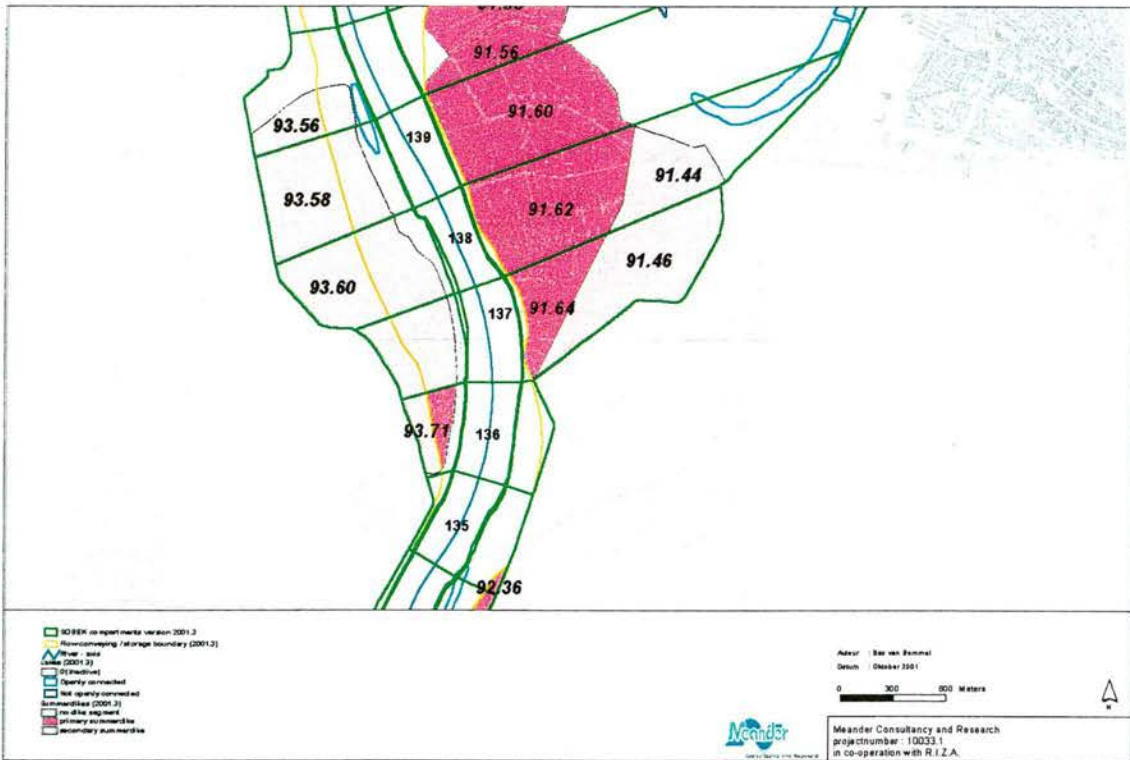 91.56
91.60
93.56
139
91.44
93.58
91.62
138
91.46
93.60
91.64
137
93.71
136
135
92.36
SOBEK compartments version 2001.3
Flowconveying / storage boundary (2001.3)
River - axis
Lakes (2001.3)
Openly connected
Not openly connected
Summerdikes (2001.3)
no dike segment
primary summerdike
secondary summerdike
Auteur : Bas van Bemmel
Datum : Oktober 2001
0 300 600 Meters
N
Meander
Consultancy and Research
Meander Consultancy and Research
projectnumber : 10033.1
in co-operation with R.I.Z.A.